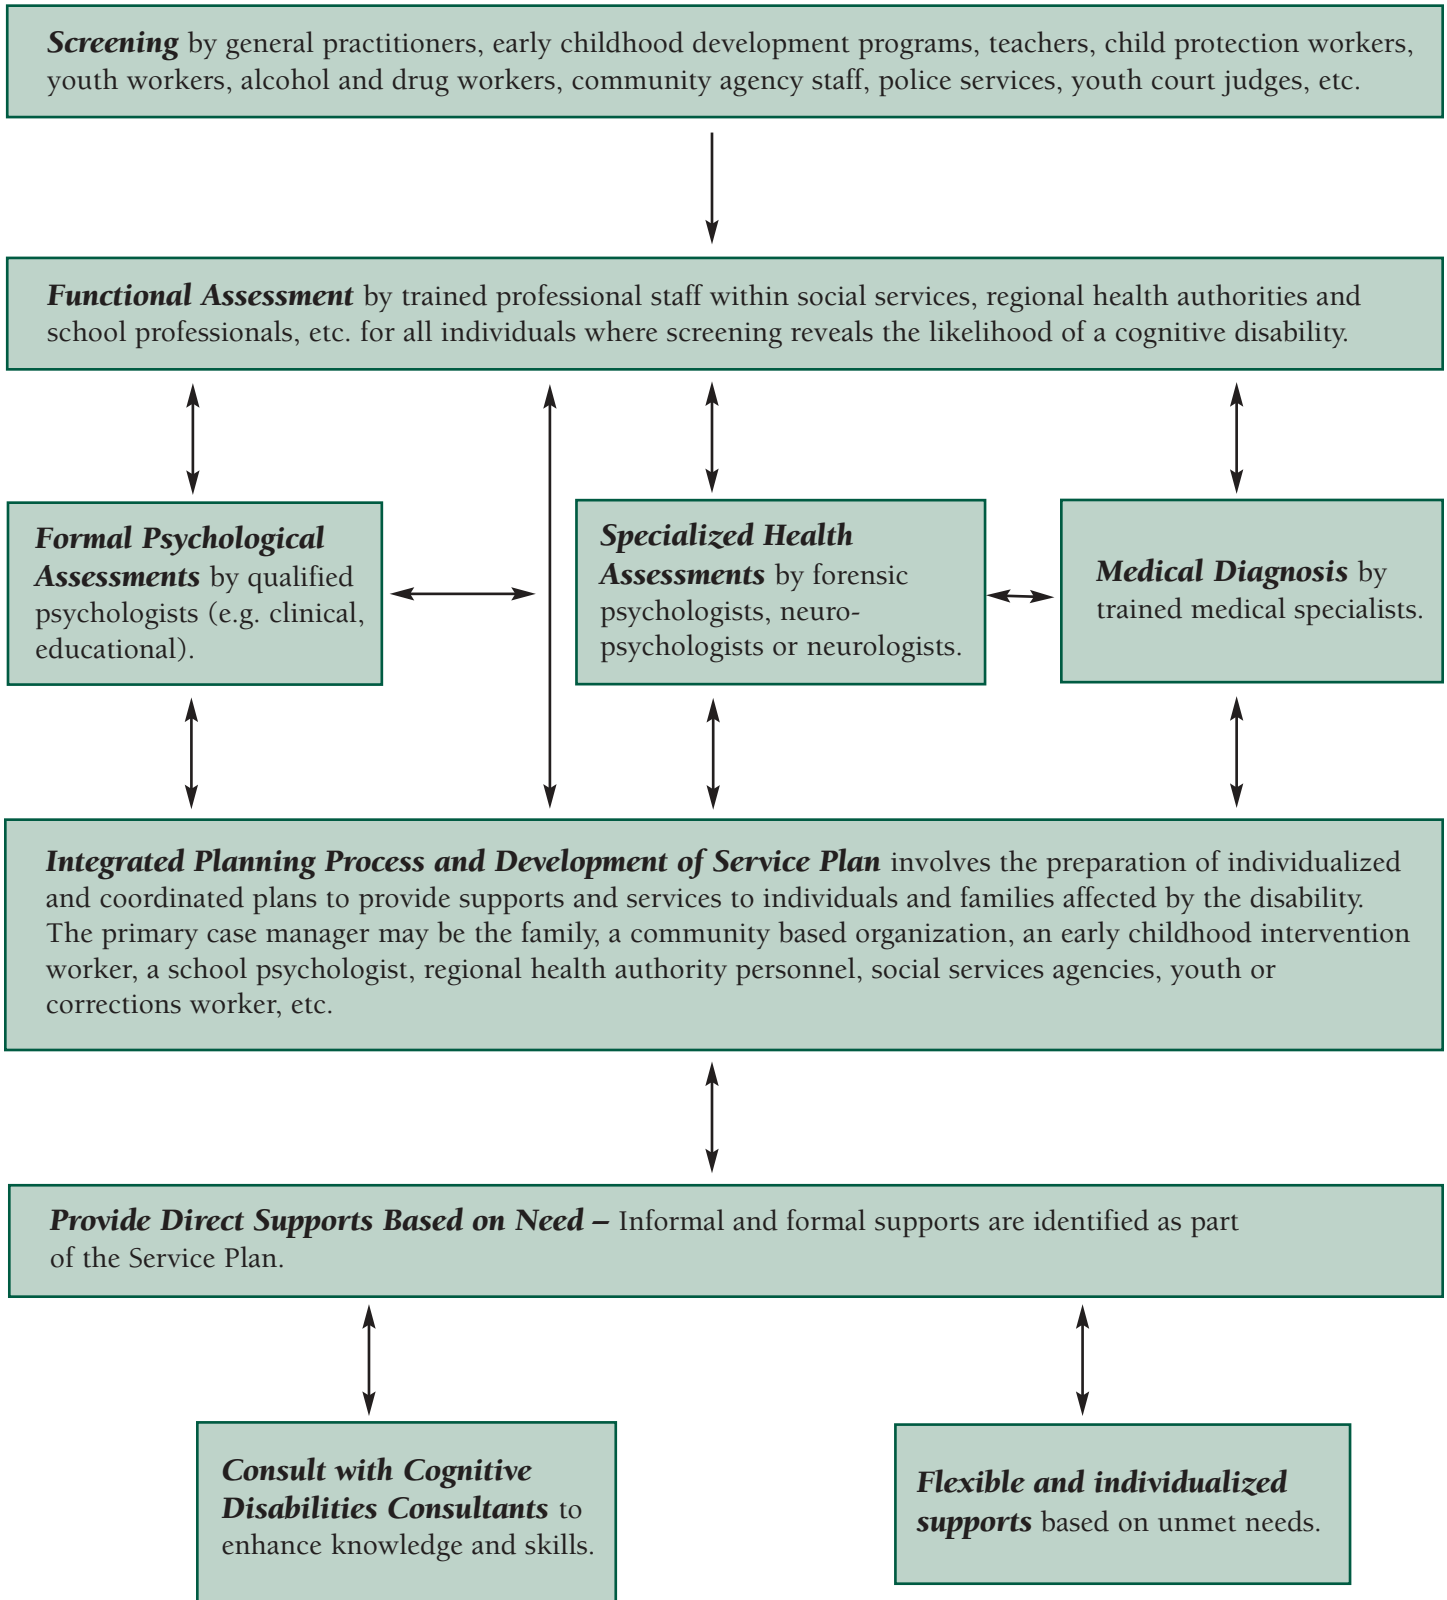 Screening by general practitioners, early childhood development programs, teachers, child protection workers,
youth workers, alcohol and drug workers, community agency staff, police services, youth court judges, etc.
Functional Assessment by trained professional staff within social services, regional health authorities and
school professionals, etc. for all individuals where screening reveals the likelihood of a cognitive disability.
Formal Psychological
Assessments by qualified
psychologists (e.g. clinical,
educational).
Specialized Health
Assessments by forensic
psychologists, neuro-
psychologists or neurologists.
Medical Diagnosis by
trained medical specialists.
Integrated Planning Process and Development of Service Plan involves the preparation of individualized
and coordinated plans to provide supports and services to individuals and families affected by the disability.
The primary case manager may be the family, a community based organization, an early childhood intervention
worker, a school psychologist, regional health authority personnel, social services agencies, youth or
corrections worker, etc.
Provide Direct Supports Based on Need – Informal and formal supports are identified as part
of the Service Plan.
Consult with Cognitive
Disabilities Consultants to
enhance knowledge and skills.
Flexible and individualized
supports based on unmet needs.